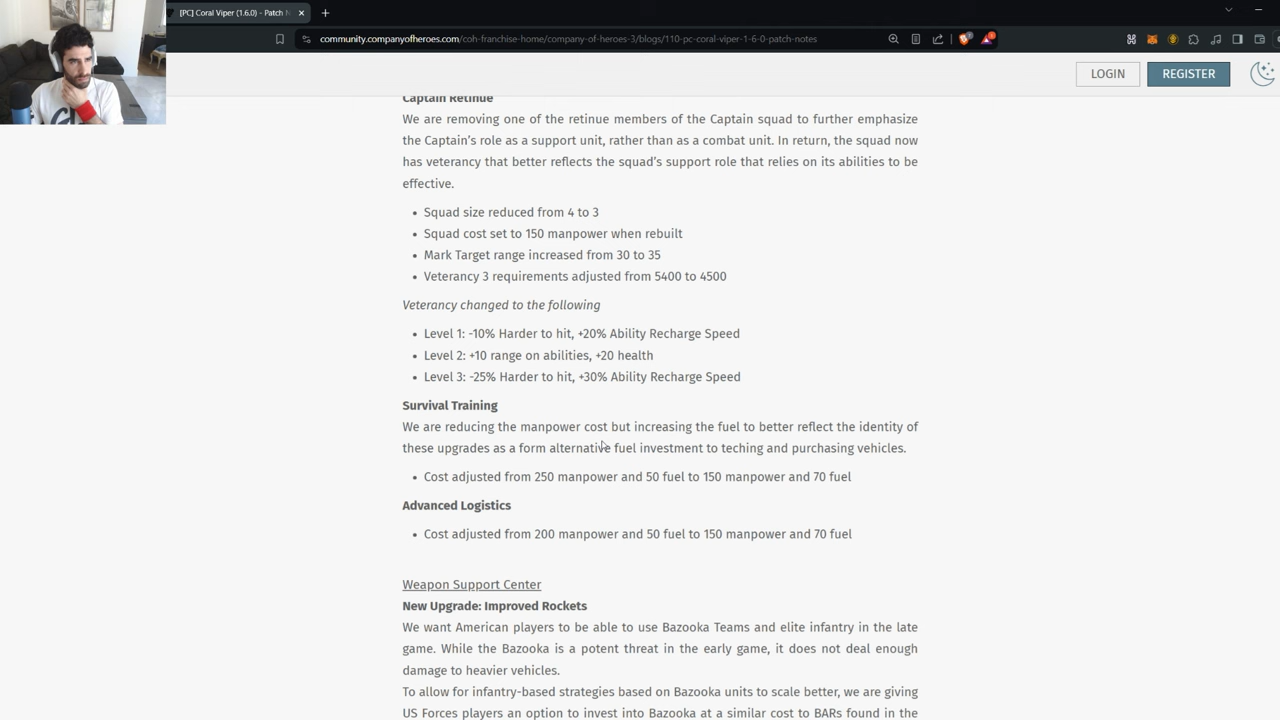 [PC] Coral Viper (1.6.0) - Patch N
community.companyofheroes.com/coh-franchise-home/company-of-heroes-3/blogs/110-pc-coral-viper-1-6-0-patch-notes
LOGIN
REGISTER
Captain Retinue
We are removing one of the retinue members of the Captain squad to further emphasize
the Captain's role as a support unit, rather than as a combat unit. In return, the squad now
has veterancy that better reflects the squad's support role that relies on its abilities to be
effective.
• Squad size reduced from 4 to 3
• Squad cost set to 150 manpower when rebuilt
• Mark Target range increased from 30 to 35
• Veterancy 3 requirements adjusted from 5400 to 4500
Veterancy changed to the following
• Level 1: -10% Harder to hit, +20% Ability Recharge Speed
• Level 2: +10 range on abilities, +20 health
• Level 3: -25% Harder to hit, +30% Ability Recharge Speed
Survival Training
We are reducing the manpower cost but increasing the fuel to better reflect the identity of
these upgrades as a form alternative fuel investment to teching and purchasing vehicles.
• Cost adjusted from 250 manpower and 50 fuel to 150 manpower and 70 fuel
Advanced Logistics
• Cost adjusted from 200 manpower and 50 fuel to 150 manpower and 70 fuel
Weapon Support Center
New Upgrade: Improved Rockets
We want American players to be able to use Bazooka Teams and elite infantry in the late
game. While the Bazooka is a potent threat in the early game, it does not deal enough
damage to heavier vehicles.
To allow for infantry-based strategies based on Bazooka units to scale better, we are giving
US Forces players an option to invest into Bazooka at a similar cost to BARs found in the